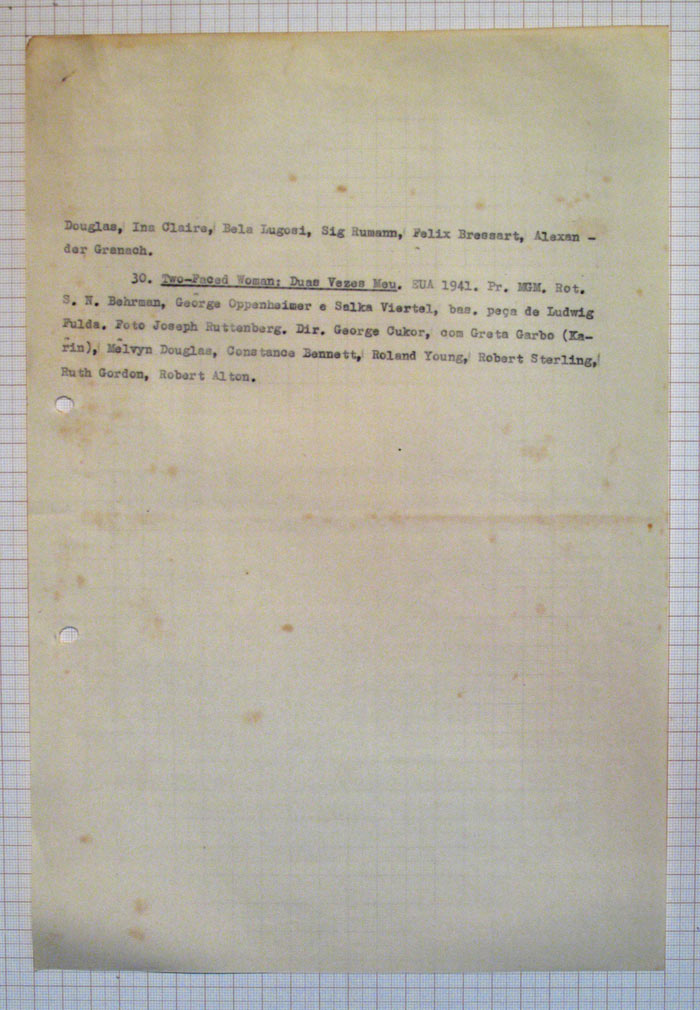 Douglas, Ina Claire, Bela Lugosi, Sig Rumann, Felix Bressart, Alexan -
der Granach.
30. Two-Faced Woman: Duas Vezes Meu. EUA 1941. Pr. MGM. Rot.
S. N. Behrman, George Oppenheimer e Salka Viertel, bas. peça de Ludwig
Fulda. Foto Joseph Ruttenberg. Dir. George Cukor, com Greta Garbo (Ka-
rin), Melvyn Douglas, Constance Bennett, Roland Young, Robert Sterling,
Ruth Gordon, Robert Alton.